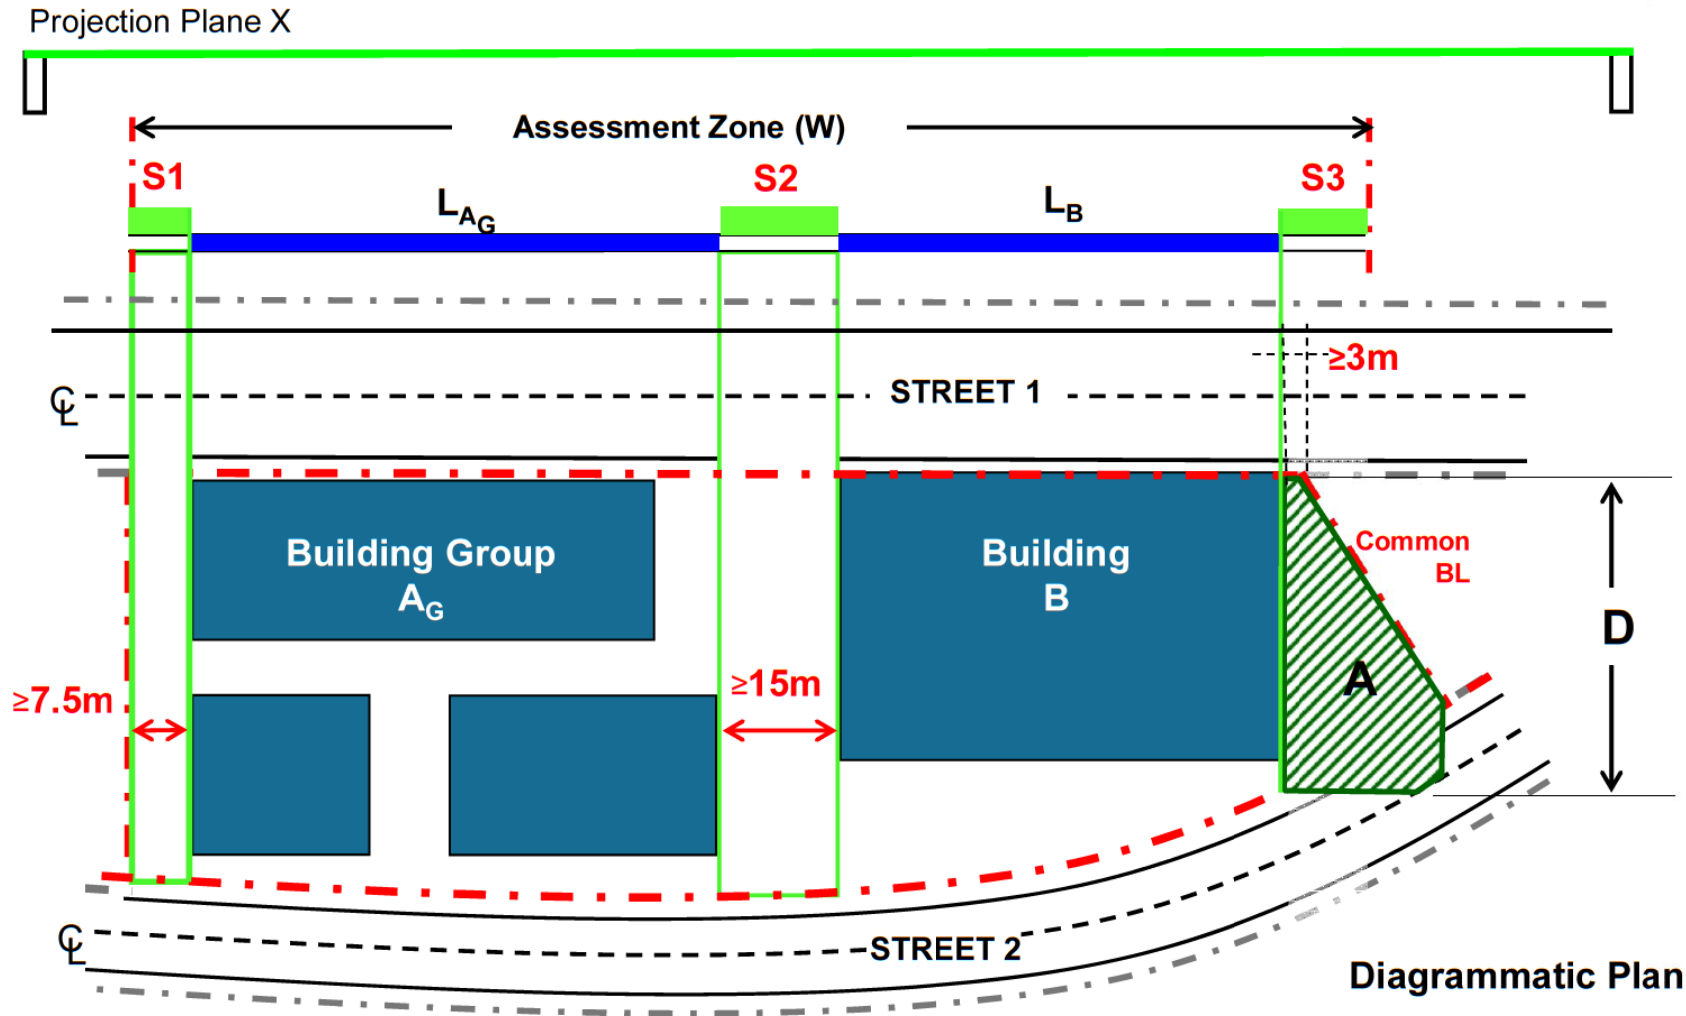 Projection Plane X
Assessment Zone (W)
S1
S2
S3
LAG
LB
≥3m
℄
STREET 1
Building Group
AG
Building
B
Common
BL
D
A
≥7.5m
≥15m
℄
STREET 2
Diagrammatic Plan